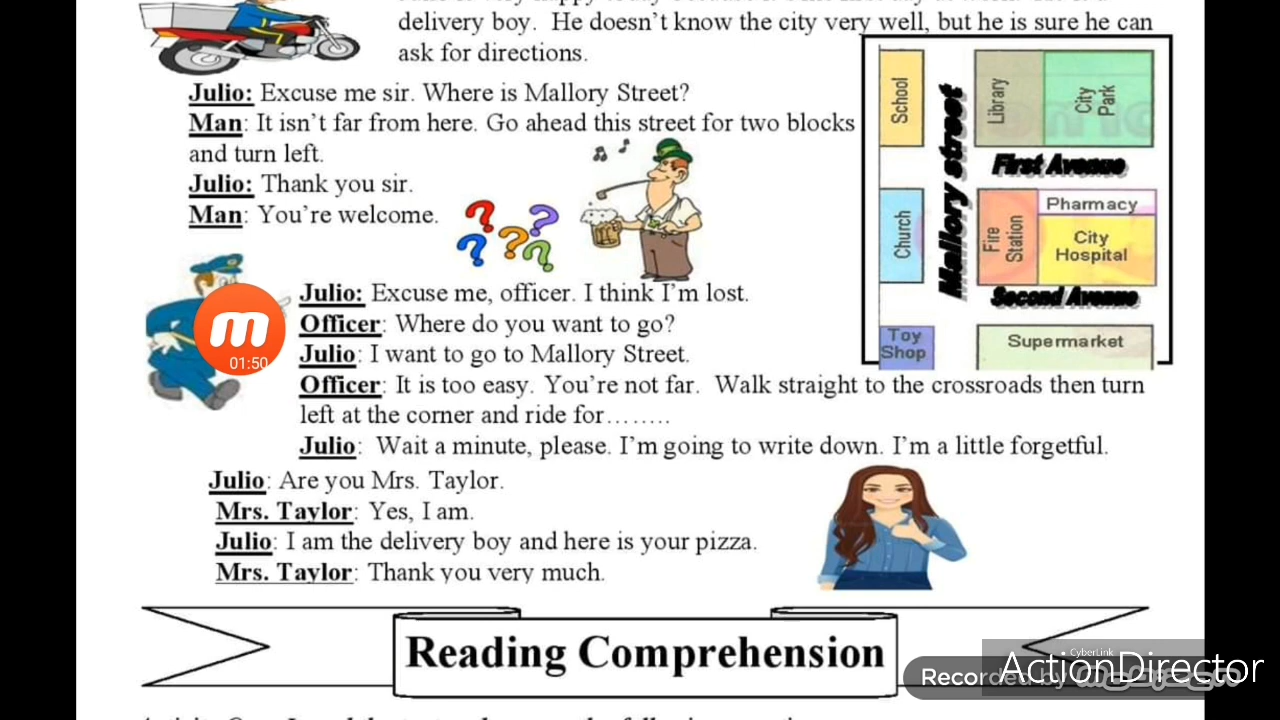 delivery boy. He doesn't know the city very well, but he is sure he can
ask for directions.
Julio: Excuse me sir. Where is Mallory Street?
Man: It isn't far from here. Go ahead this street for two blocks
and turn left.
Julio: Thank you sir.
Man: You're welcome.
School
Mallory street
Library
City
Park
First Avenue
Church
Fire
Station
Pharmacy
City
Hospital
Second Avenue
Toy
Shop
Supermarket
Julio: Excuse me, officer. I think I'm lost.
Officer: Where do you want to go?
Julio: I want to go to Mallory Street.
Officer: It is too easy. You're not far. Walk straight to the crossroads then turn
left at the corner and ride for……..
Julio: Wait a minute, please. I'm going to write down. I'm a little forgetful.
01:50
Julio: Are you Mrs. Taylor.
Mrs. Taylor: Yes, I am.
Julio: I am the delivery boy and here is your pizza.
Mrs. Taylor: Thank you very much.
Reading Comprehension
CyberLink
ActionDirector
Recorded by